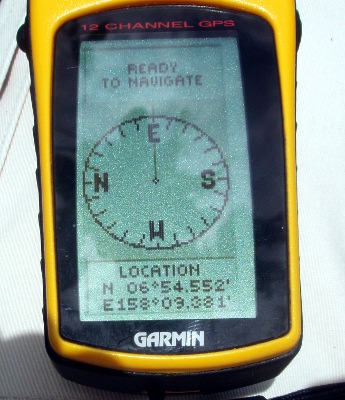 12 CHANNEL GPS
READY
TO NAVIGATE
E
N S
W
LOCATION
N 06°54.552'
E158°09.381'
GARMIN